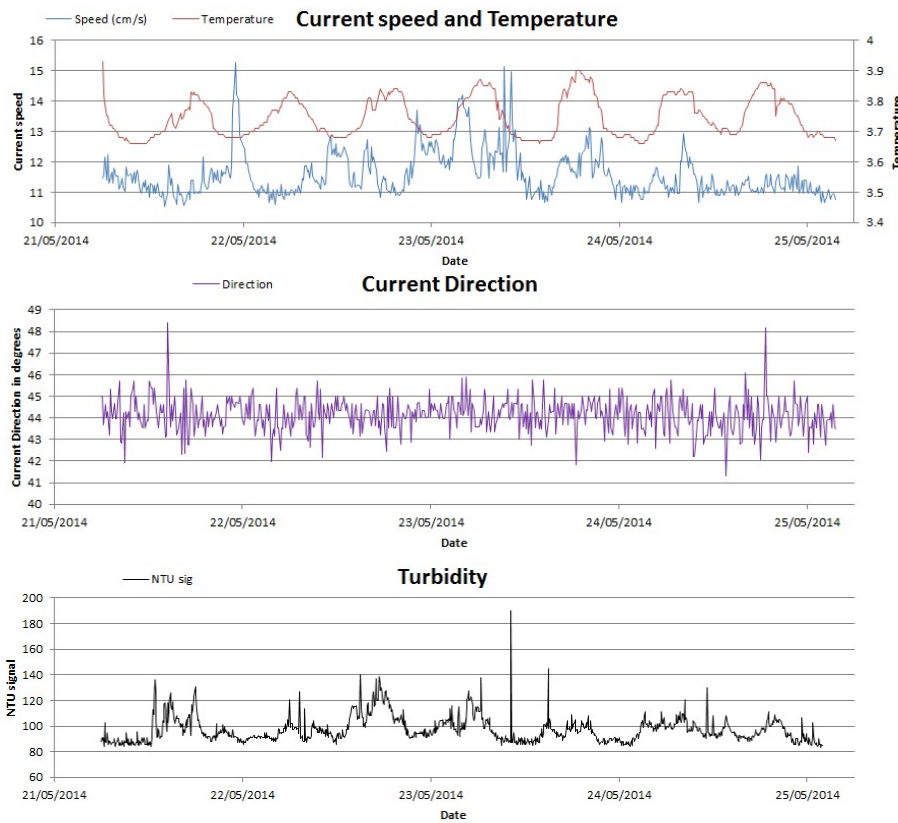 Current speed and Temperature
Speed (cm/s)
Temperature
Current speed
16
15
14
13
12
11
10
4
3.9
3.8
3.7
3.6
3.5
3.4
Temperature
21/05/2014 22/05/2014 23/05/2014 24/05/2014 25/05/2014
Date
Current Direction
Direction
Current Direction in degrees
49
48
47
46
45
44
43
42
41
40
21/05/2014 22/05/2014 23/05/2014 24/05/2014 25/05/2014
Date
Turbidity
NTU sig
NTU signal
200
180
160
140
120
100
80
60
21/05/2014 22/05/2014 23/05/2014 24/05/2014 25/05/2014
Date